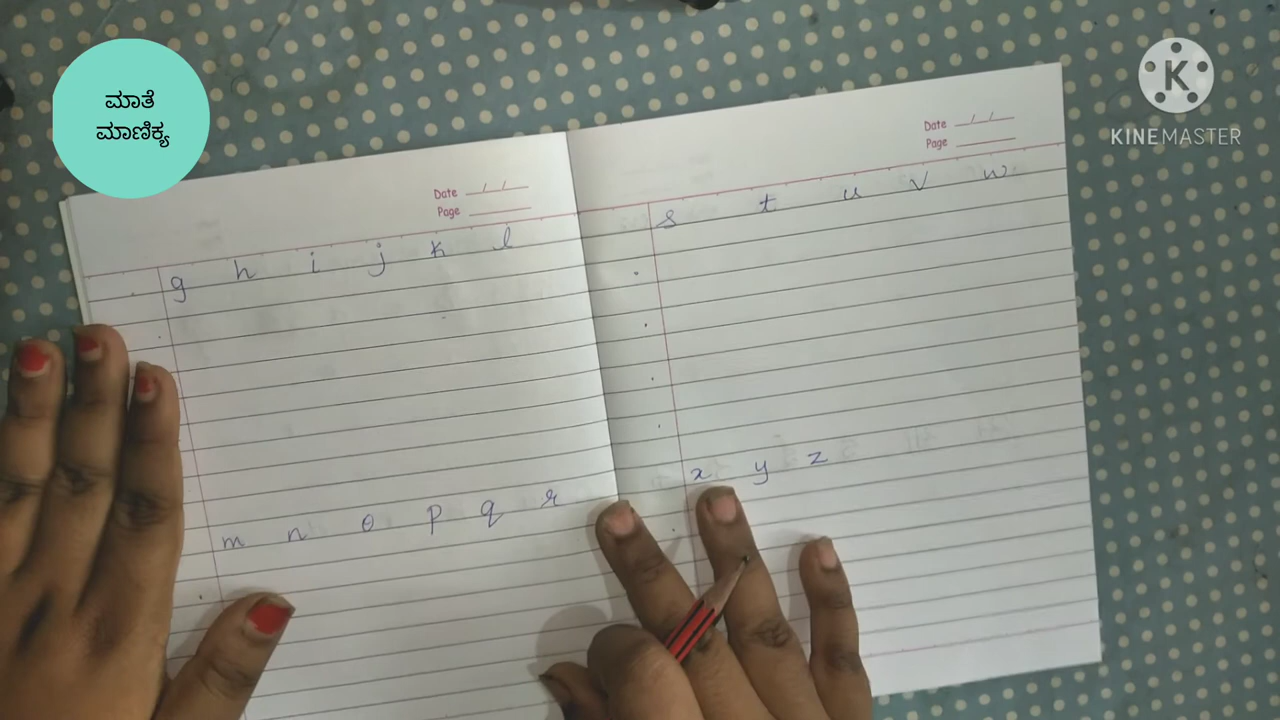 ಮಾತೆ
ಮಾಣಿಕ್ಯ
K
KINEMASTER
Date / /
Page
g h i j k l
m n o p q r
Date / /
Page
s t u v w
x y z